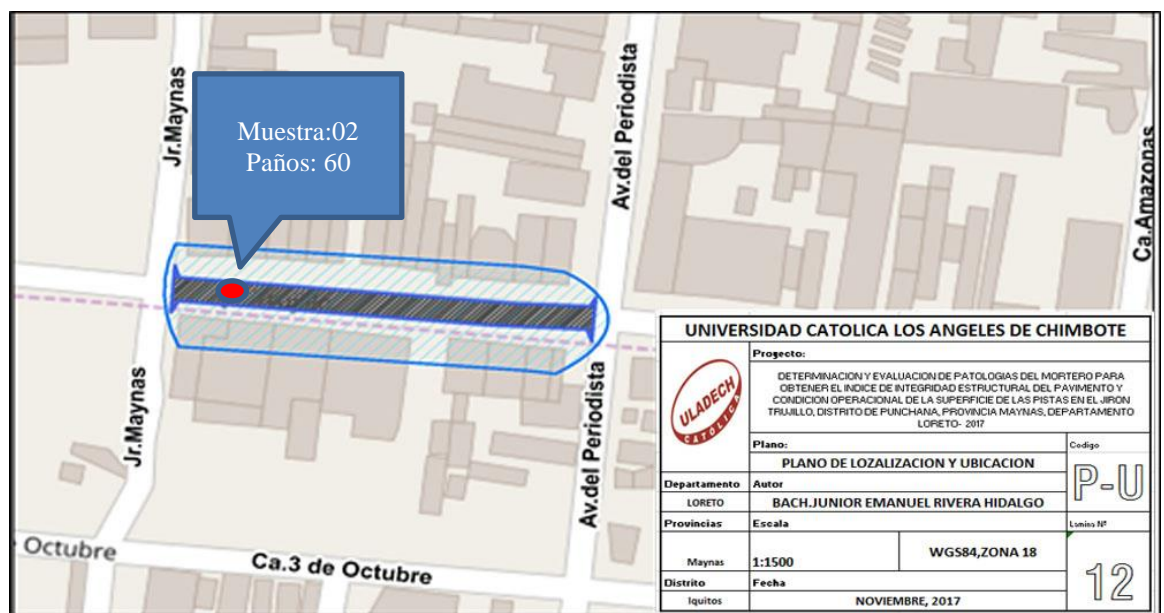 Jr.Maynas
Muestra:02
Paños: 60
Av.del Periodista
Ca.Amazonas
Jr.Maynas
Av.del Periodista
Octubre
Ca.3 de Octubre
UNIVERSIDAD CATOLICA LOS ANGELES DE CHIMBOTE
ULADECH
CATÓLICA
Proyecto:
DETERMINACION Y EVALUACION DE PATOLOGIAS DEL MORTERO PARA
OBTENER EL INDICE DE INTEGRIDAD ESTRUCTURAL DEL PAVIMENTO Y
CONDICION OPERACIONAL DE LA SUPERFICIE DE LAS PISTAS EN EL JIRON
TRUJILLO, DISTRITO DE PUNCHANA, PROVINCIA MAYNAS, DEPARTAMENTO
LORETO- 2017
Plano:
PLANO DE LOZALIZACION Y UBICACION
Codigo
P-U
Departamento
LORETO
Autor
BACH.JUNIOR EMANUEL RIVERA HIDALGO
Provincias
Maynas
Escala
1:1500
WGS84,ZONA 18
Lamina Nº
12
Distrito
Iquitos
Fecha
NOVIEMBRE, 2017